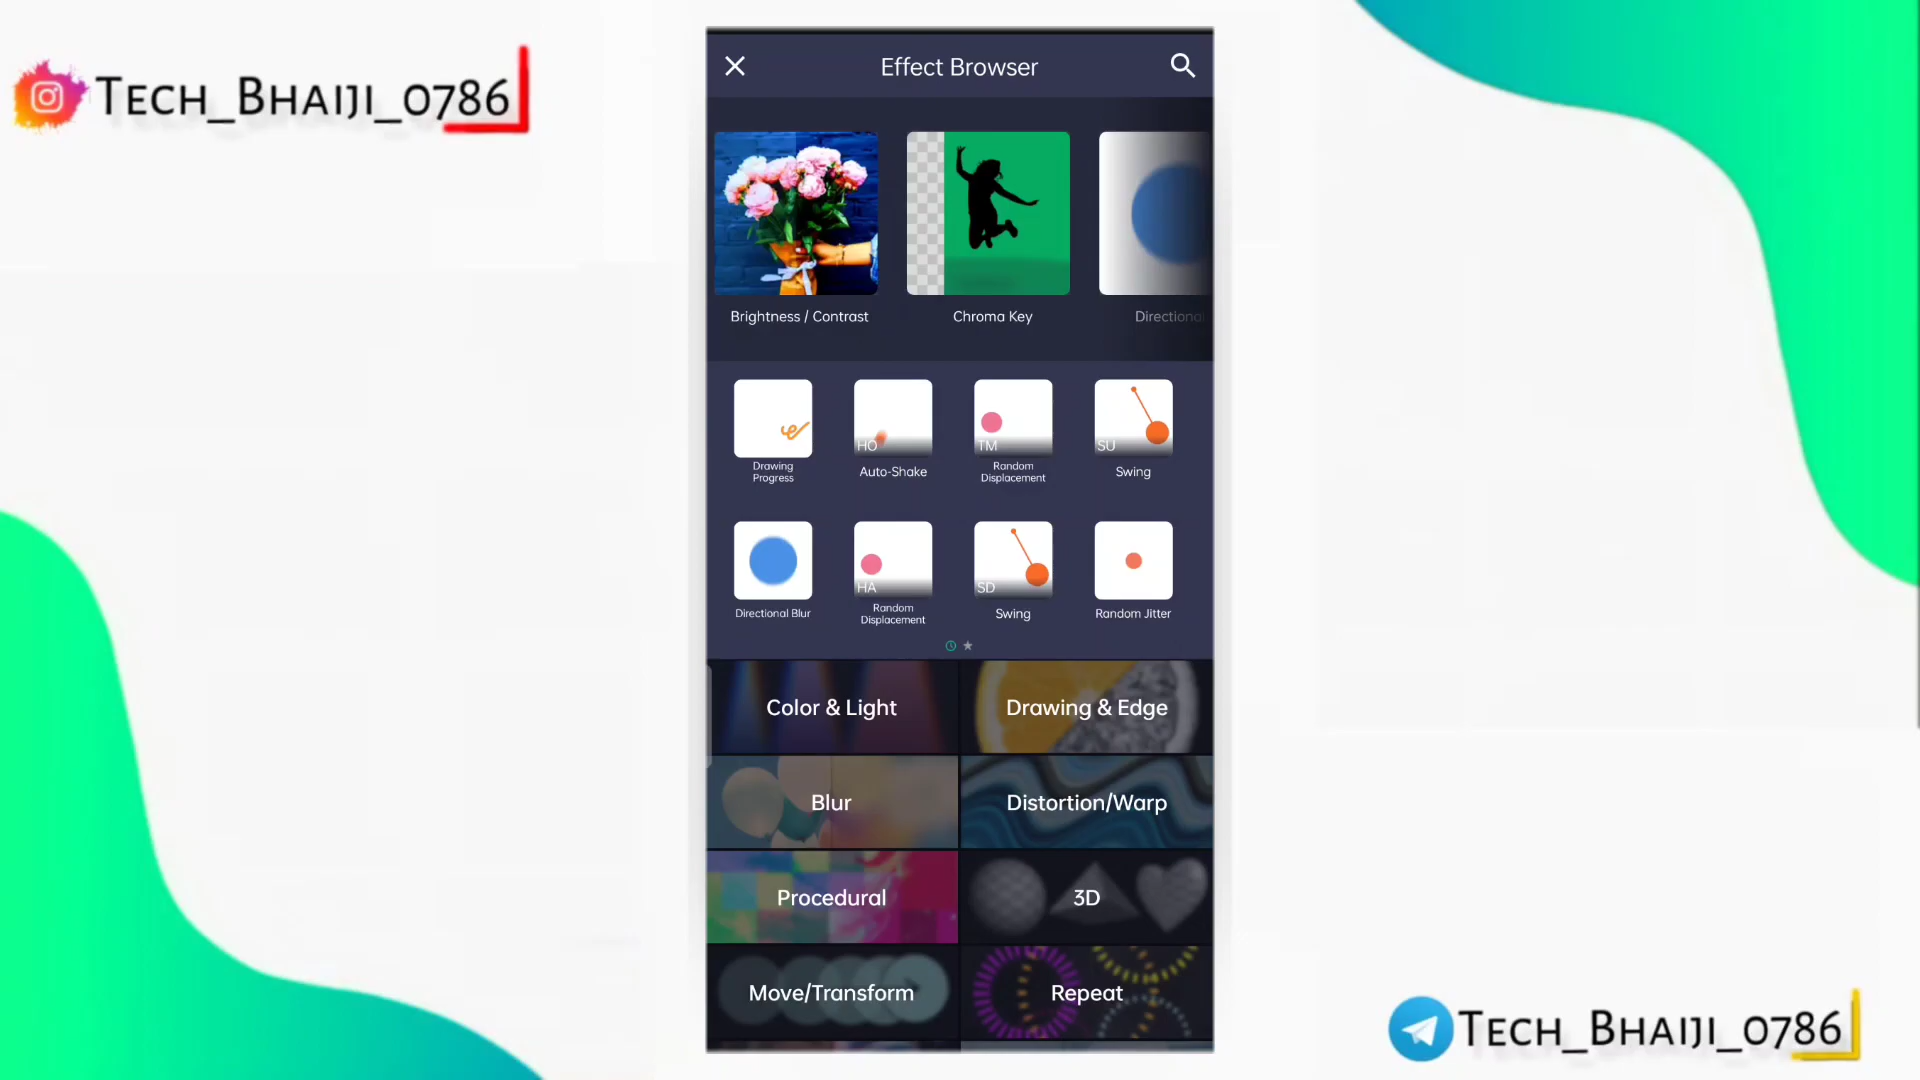 TECH_BHAIJI_0786
Effect Browser
Brightness / Contrast
Chroma Key
Directiona
HO
TM
SU
Drawing
Progress
Auto-Shake
Random
Displacement
Swing
HA
SD
Directional Blur
Random
Displacement
Swing
Random Jitter
Color & Light
Drawing & Edge
Blur
Distortion/Warp
Procedural
3D
Move/Transform
Repeat
TECH_BHAIJI_0786